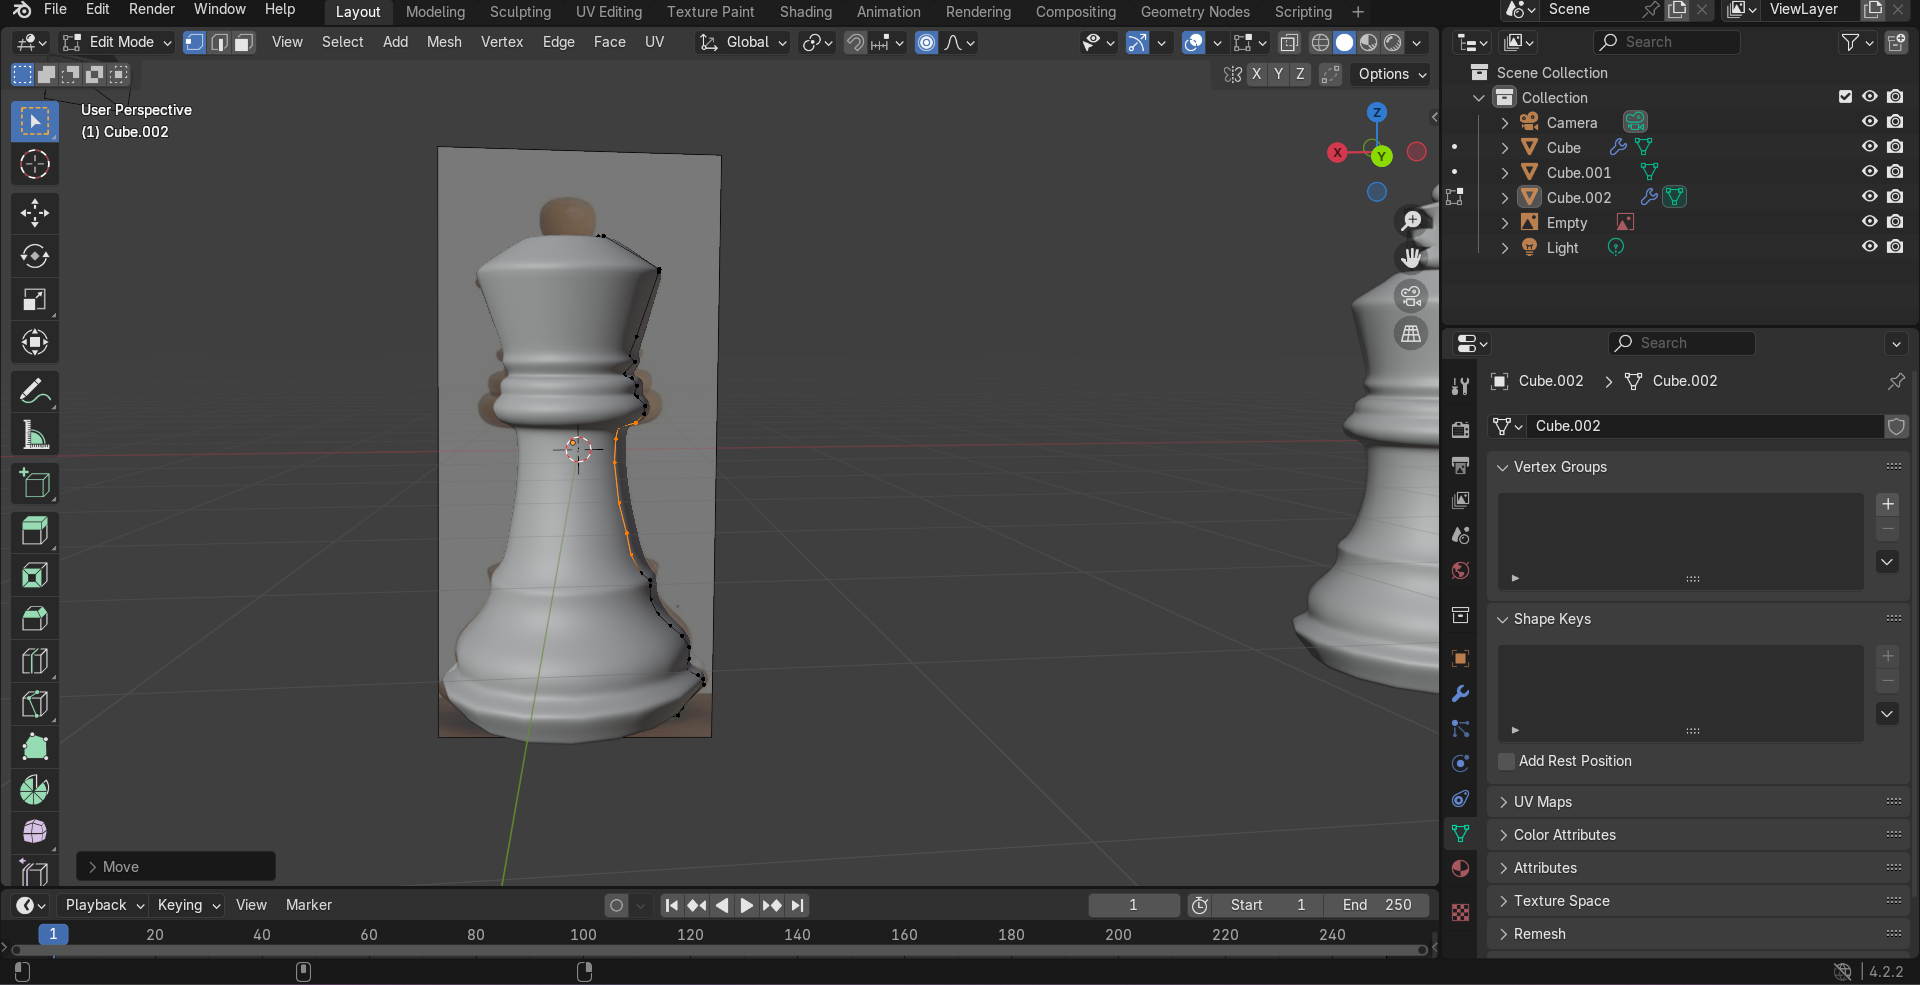 File Edit Render Window Help Layout Modeling Sculpting UV Editing Texture Paint Shading Animation Rendering Compositing Geometry Nodes Scripting + Scene ViewLayer
Edit Mode View Select Add Mesh Vertex Edge Face UV Global
Search
X Y Z Options
User Perspective
(1) Cube.002
Z
X
Y
Scene Collection
Collection
Camera
Cube
Cube.001
Cube.002
Empty
Light
Search
Cube.002 > Cube.002
Cube.002
Vertex Groups
Shape Keys
Add Rest Position
UV Maps
Color Attributes
Attributes
Texture Space
Remesh
> Move
Playback Keying View Marker 1 Start 1 End 250
1 20 40 60 80 100 120 140 160 180 200 220 240
4.2.2